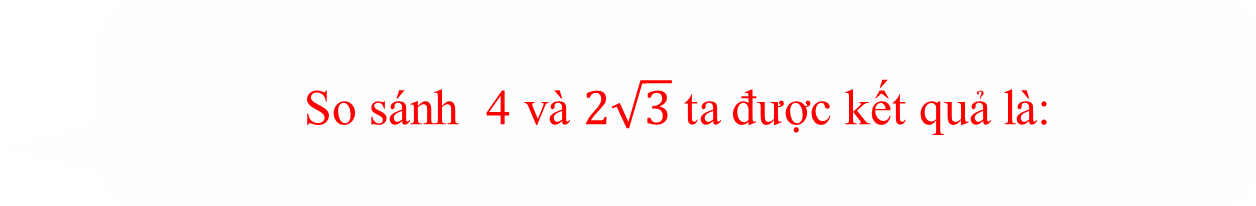 So sánh 4 và 2√3 ta được kết quả là: